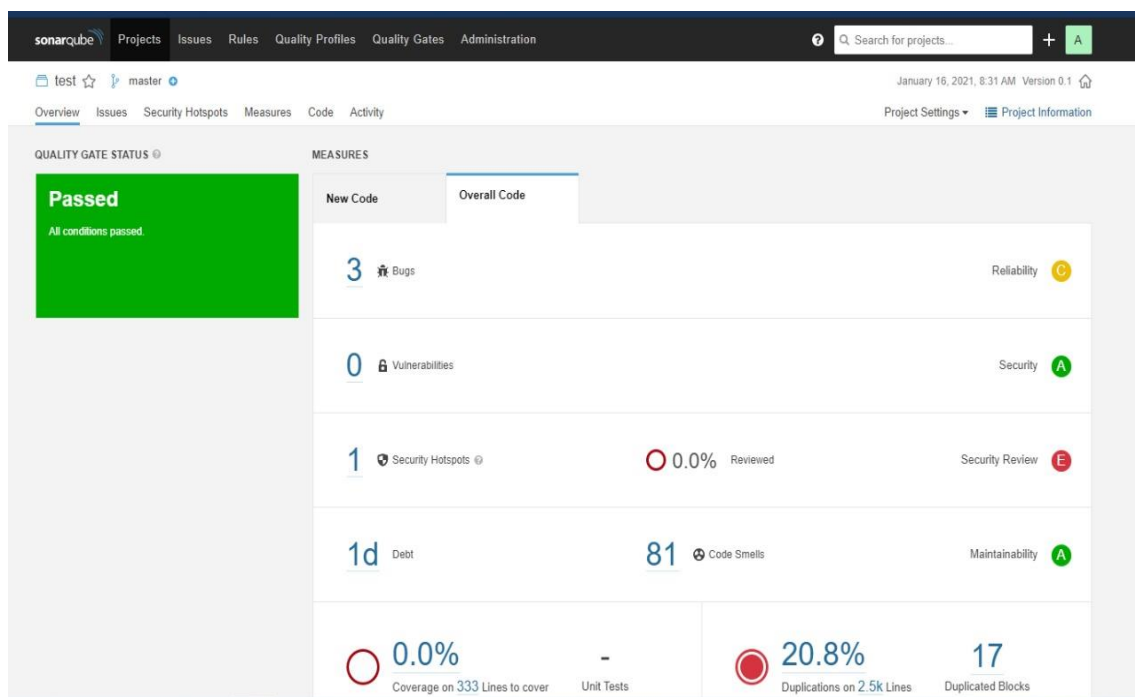 sonarqube Projects Issues Rules Quality Profiles Quality Gates Administration Search for projects... A
test master January 16, 2021, 8:31 AM Version 0.1
Overview Issues Security Hotspots Measures Code Activity Project Settings Project Information
QUALITY GATE STATUS MEASURES
Passed
All conditions passed.
New Code Overall Code
3 Bugs Reliability C
0 Vulnerabilities Security A
1 Security Hotspots 0.0% Reviewed Security Review E
1d Debt 81 Code Smells Maintainability A
0.0% - 20.8% 17
Coverage on 333 Lines to cover Unit Tests Duplications on 2.5k Lines Duplicated Blocks